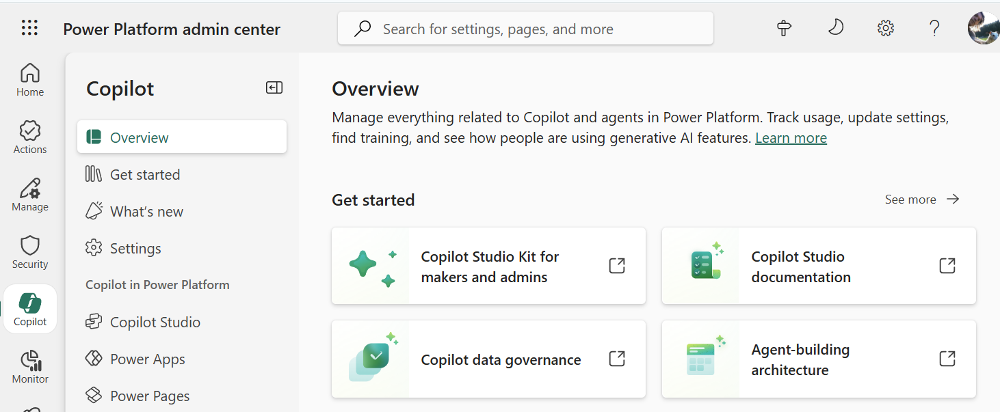 Power Platform admin center
Search for settings, pages, and more
Home
Actions
Manage
Security
Copilot
Monitor
Copilot
Overview
Get started
What’s new
Settings
Copilot in Power Platform
Copilot Studio
Power Apps
Power Pages
Overview
Manage everything related to Copilot and agents in Power Platform. Track usage, update settings,
find training, and see how people are using generative AI features. Learn more
Get started
See more
Copilot Studio Kit for
makers and admins
Copilot Studio
documentation
Copilot data governance
Agent-building
architecture